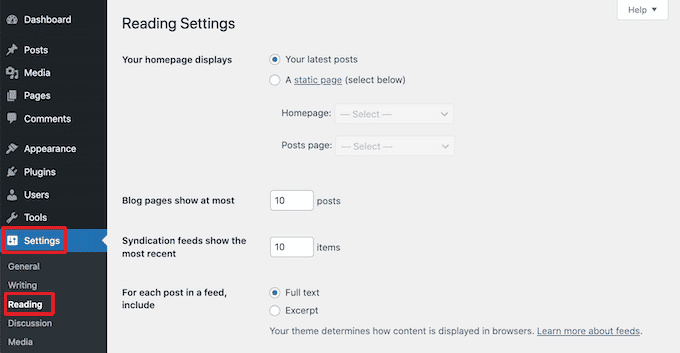 Dashboard
Posts
Media
Pages
Comments
Appearance
Plugins
Users
Tools
Settings
General
Writing
Reading
Discussion
Media
Help ▼
Reading Settings
Your homepage displays
Your latest posts
A static page (select below)
Homepage: — Select —
Posts page: — Select —
Blog pages show at most
10 posts
Syndication feeds show the
most recent
10 items
For each post in a feed,
include
Full text
Excerpt
Your theme determines how content is displayed in browsers. Learn more about feeds.